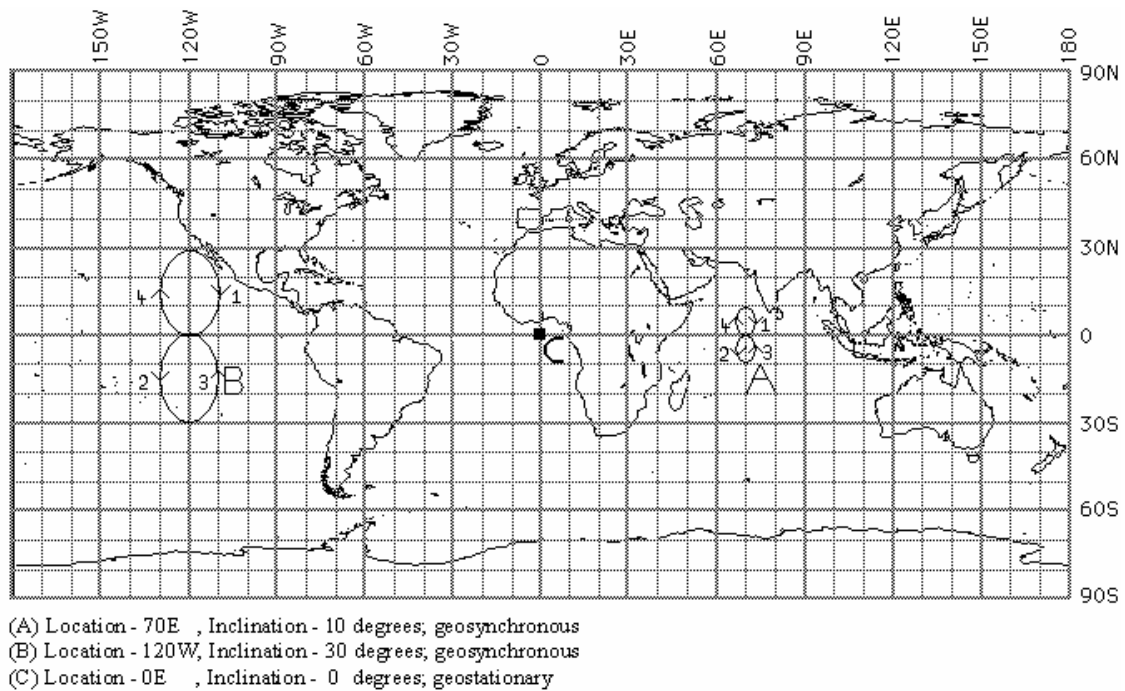 150W 120W 90W 60W 30W 0 30E 60E 90E 120E 150E 180
90N
60N
30N
4 1 4 1
0
2 3 B C 2 3
A
30S
60S
90S
(A) Location - 70E , Inclination - 10 degrees; geosynchronous
(B) Location - 120W, Inclination - 30 degrees; geosynchronous
(C) Location - 0E , Inclination - 0 degrees; geostationary